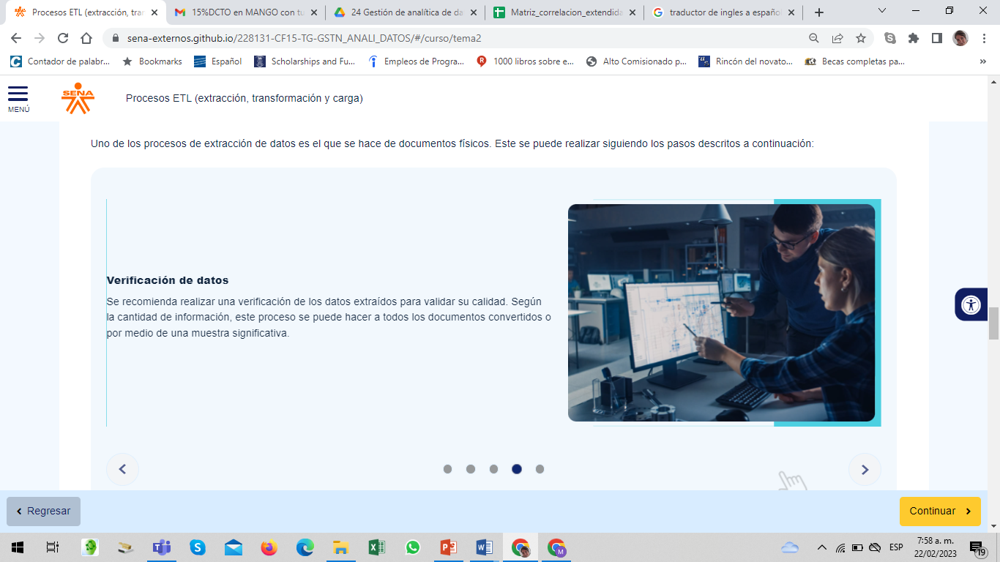 Procesos ETL (extracción, tra
15%DCTO en MANGO con tu
24 Gestión de analítica de da
Matriz_correlacion_extendida
traductor de ingles a español
sena-externos.github.io/228131-CF15-TG-GSTN_ANALI_DATOS/#/curso/tema2
Contador de palabr...
Bookmarks
Español
Scholarships and Fu...
Empleos de Progra...
1000 libros sobre e...
Alto Comisionado p...
Rincón del novato...
Becas completas pa...
»
MENÚ
SENA
Procesos ETL (extracción, transformación y carga)
Uno de los procesos de extracción de datos es el que se hace de documentos físicos. Este se puede realizar siguiendo los pasos descritos a continuación:
Verificación de datos
Se recomienda realizar una verificación de los datos extraídos para validar su calidad. Según
la cantidad de información, este proceso se puede hacer a todos los documentos convertidos o
por medio de una muestra significativa.
Regresar
Continuar
ESP
7:58 a. m.
22/02/2023
19